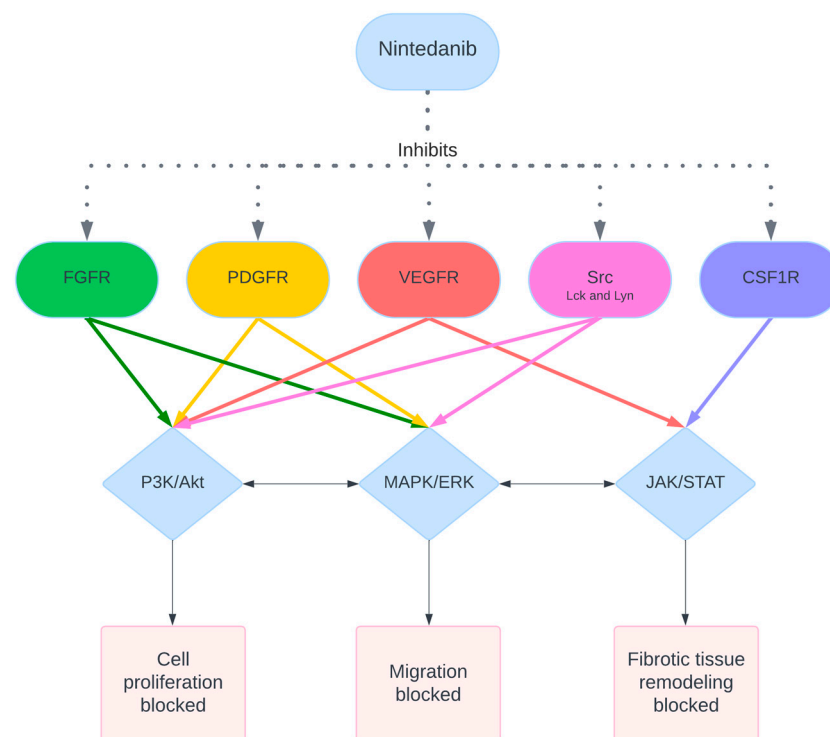 Nintedanib
Inhibits
FGFR
PDGFR
VEGFR
Src
Lck and Lyn
CSF1R
P3K/Akt
MAPK/ERK
JAK/STAT
Cell
proliferation
blocked
Migration
blocked
Fibrotic tissue
remodeling
blocked